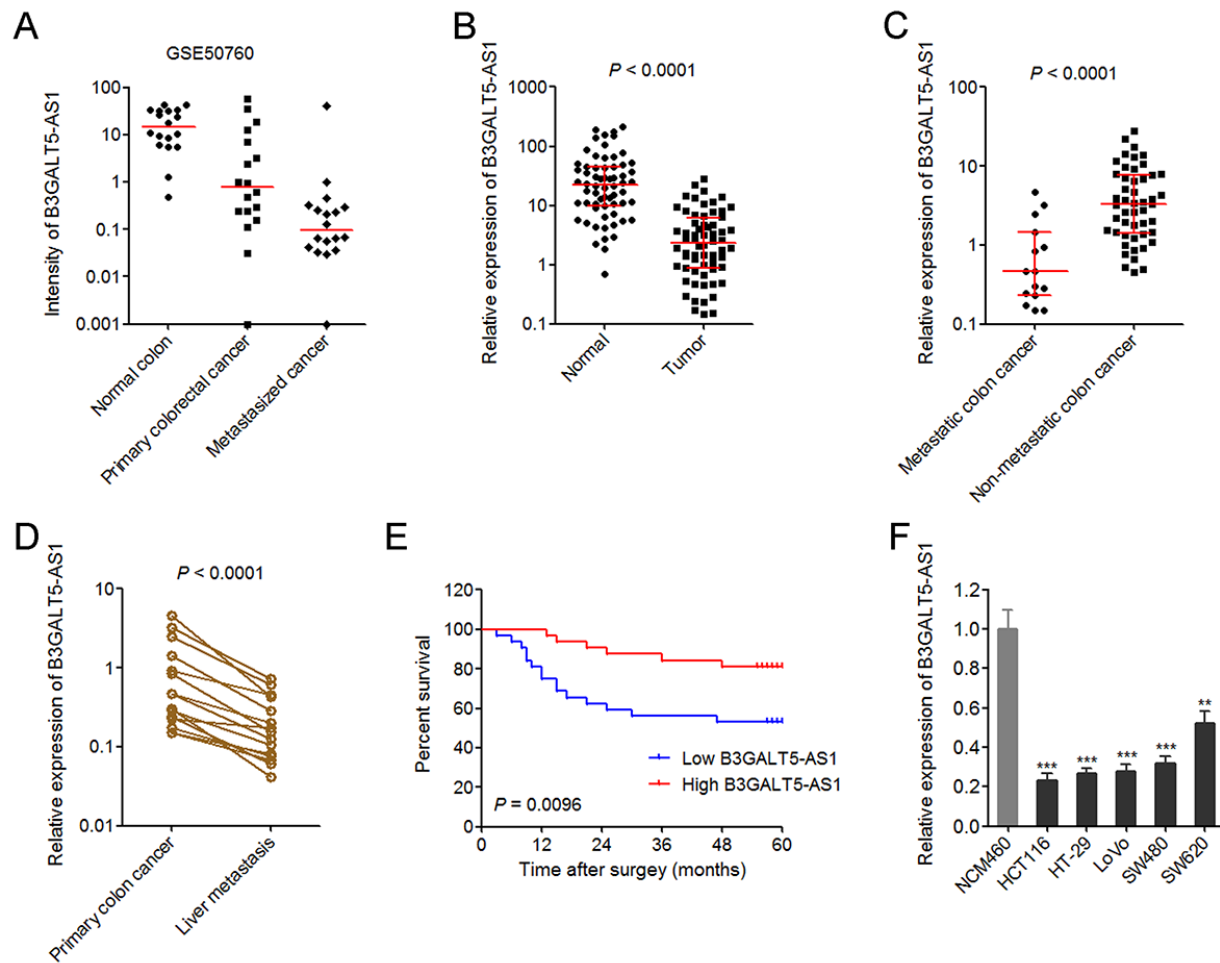 A
GSE50760
Intensity of B3GALT5-AS1
100
10
1
0.1
0.01
0.001
Normal colon
Primary colorectal cancer
Metastasized cancer
B
P < 0.0001
Relative expression of B3GALT5-AS1
1000
100
10
1
0.1
Normal
Tumor
C
P < 0.0001
Relative expression of B3GALT5-AS1
100
10
1
0.1
Metastatic colon cancer
Non-metastatic colon cancer
D
P < 0.0001
Relative expression of B3GALT5-AS1
10
1
0.1
0.01
Primary colon cancer
Liver metastasis
E
Percent survival
120
100
80
60
40
20
0
Low B3GALT5-AS1
High B3GALT5-AS1
P = 0.0096
0 12 24 36 48 60
Time after surgey (months)
F
Relative expression of B3GALT5-AS1
1.2
1.0
0.8
0.6
0.4
0.2
0.0
*** *** *** *** **
NCM460
HCT116
HT-29
LoVo
SW480
SW620